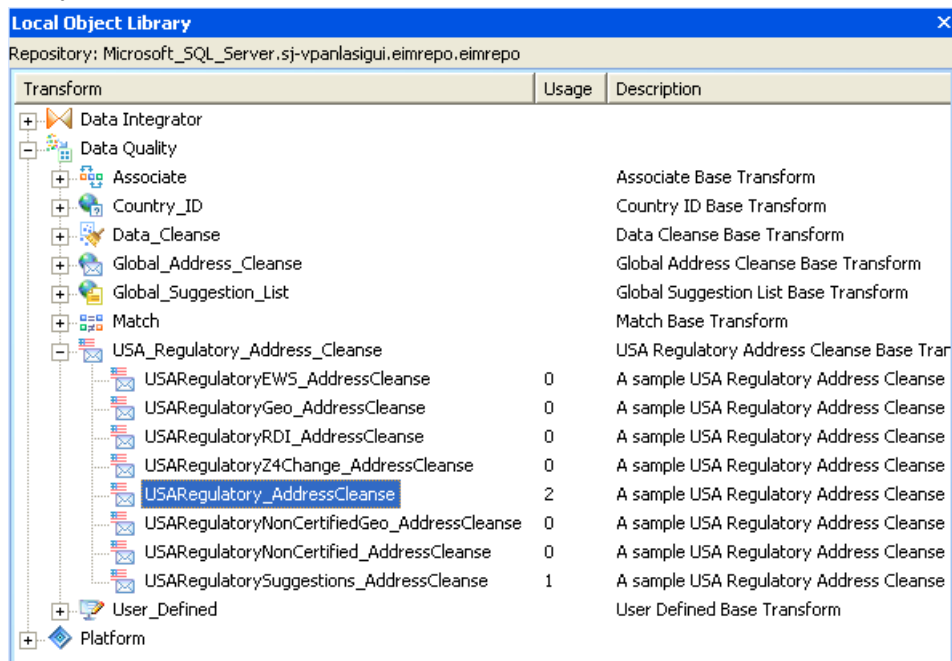 Local Object Library
Repository: Microsoft_SQL_Server.sj-vpanlasigui.eimrepo.eimrepo
Transform Usage Description
Data Integrator
Data Quality
Associate Associate Base Transform
Country_ID Country ID Base Transform
Data_Cleanse Data Cleanse Base Transform
Global_Address_Cleanse Global Address Cleanse Base Transform
Global_Suggestion_List Global Suggestion List Base Transform
Match Match Base Transform
USA_Regulatory_Address_Cleanse USA Regulatory Address Cleanse Base Tran
USARegulatoryEWS_AddressCleanse 0 A sample USA Regulatory Address Cleanse
USARegulatoryGeo_AddressCleanse 0 A sample USA Regulatory Address Cleanse
USARegulatoryRDI_AddressCleanse 0 A sample USA Regulatory Address Cleanse
USARegulatoryZ4Change_AddressCleanse 0 A sample USA Regulatory Address Cleanse
USARegulatory_AddressCleanse 2 A sample USA Regulatory Address Cleanse
USARegulatoryNonCertifiedGeo_AddressCleanse 0 A sample USA Regulatory Address Cleanse
USARegulatoryNonCertified_AddressCleanse 0 A sample USA Regulatory Address Cleanse
USARegulatorySuggestions_AddressCleanse 1 A sample USA Regulatory Address Cleanse
User_Defined User Defined Base Transform
Platform